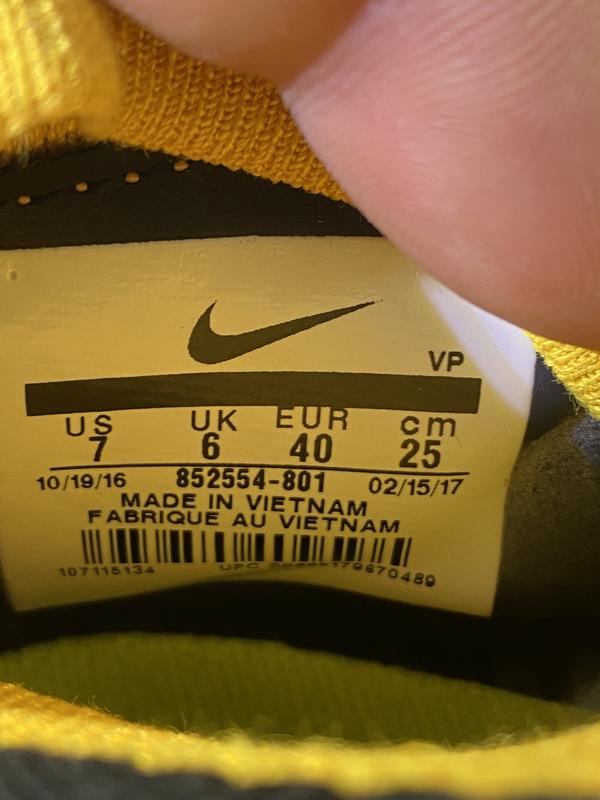 VP
US UK EUR cm
7 6 40 25
10/19/16 852554-801 02/15/17
MADE IN VIETNAM
FABRIQUE AU VIETNAM
107115134 UPC